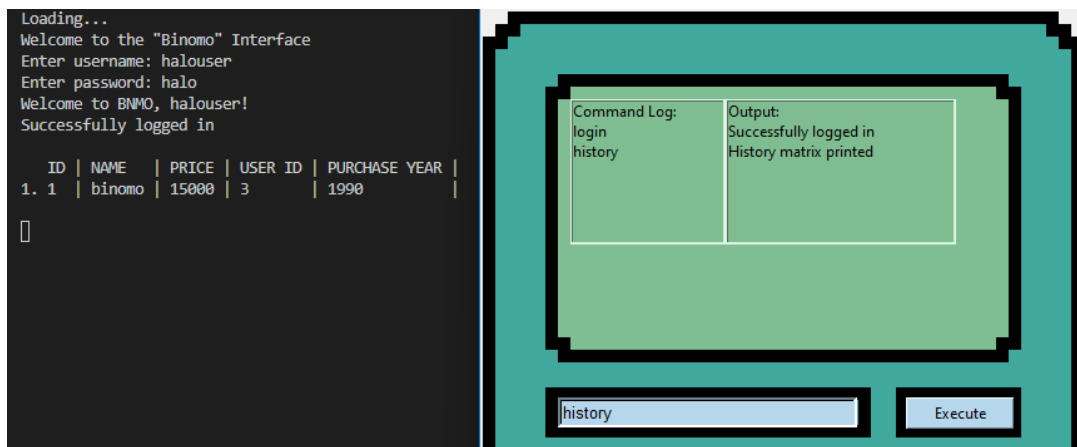 Loading...
Welcome to the "Binomo" Interface
Enter username: halouser
Enter password: halo
Welcome to BNMO, halouser!
Successfully logged in
ID | NAME | PRICE | USER ID | PURCHASE YEAR |
1. 1 | binomo | 15000 | 3 | 1990 |
Command Log:
login
history
Output:
Successfully logged in
History matrix printed
history
Execute